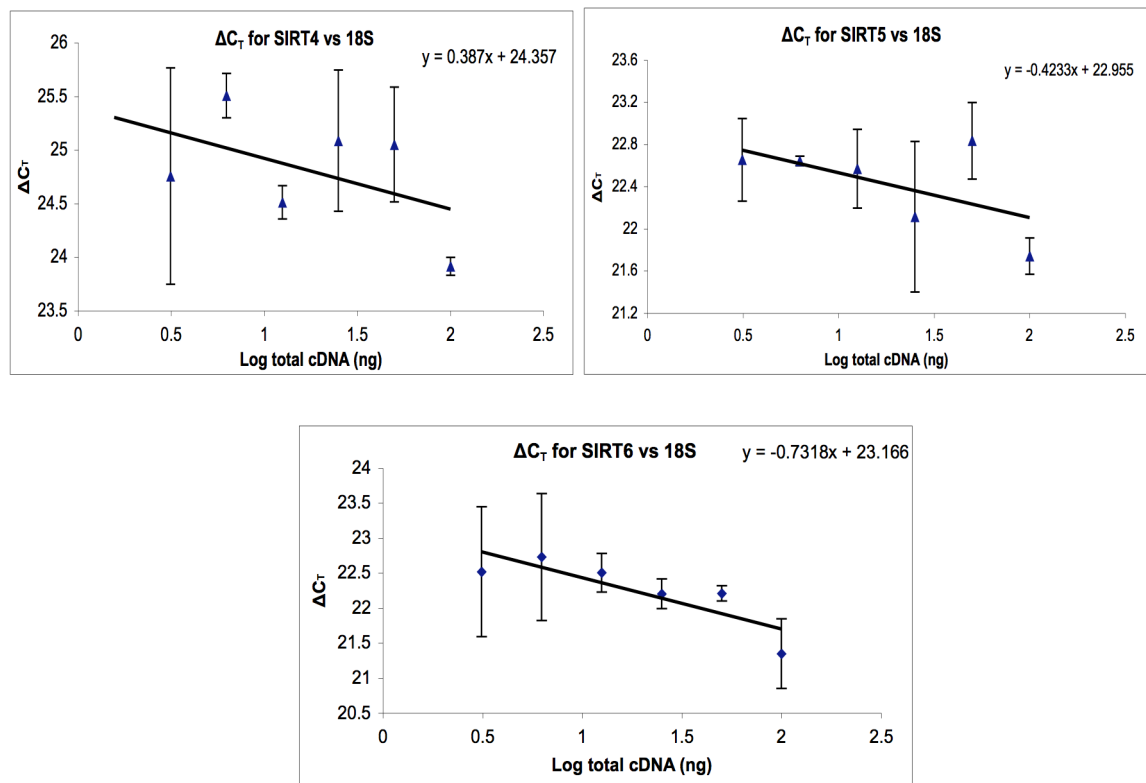 ΔCT for SIRT4 vs 18S
y = 0.387x + 24.357
26
25.5
25
24.5
24
23.5
ΔCT
0 0.5 1 1.5 2 2.5
Log total cDNA (ng)
ΔCT for SIRT5 vs 18S
y = -0.4233x + 22.955
23.6
23.2
22.8
22.4
22
21.6
21.2
ΔCT
0 0.5 1 1.5 2 2.5
Log total cDNA (ng)
ΔCT for SIRT6 vs 18S
y = -0.7318x + 23.166
24
23.5
23
22.5
22
21.5
21
20.5
ΔCT
0 0.5 1 1.5 2 2.5
Log total cDNA (ng)